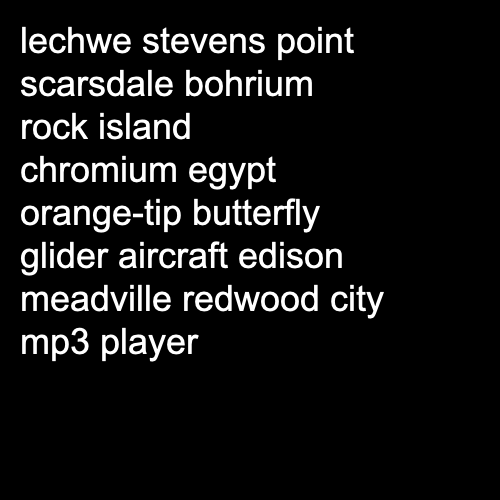 lechwe stevens point
scarsdale bohrium
rock island
chromium egypt
orange-tip butterfly
glider aircraft edison
meadville redwood city
mp3 player